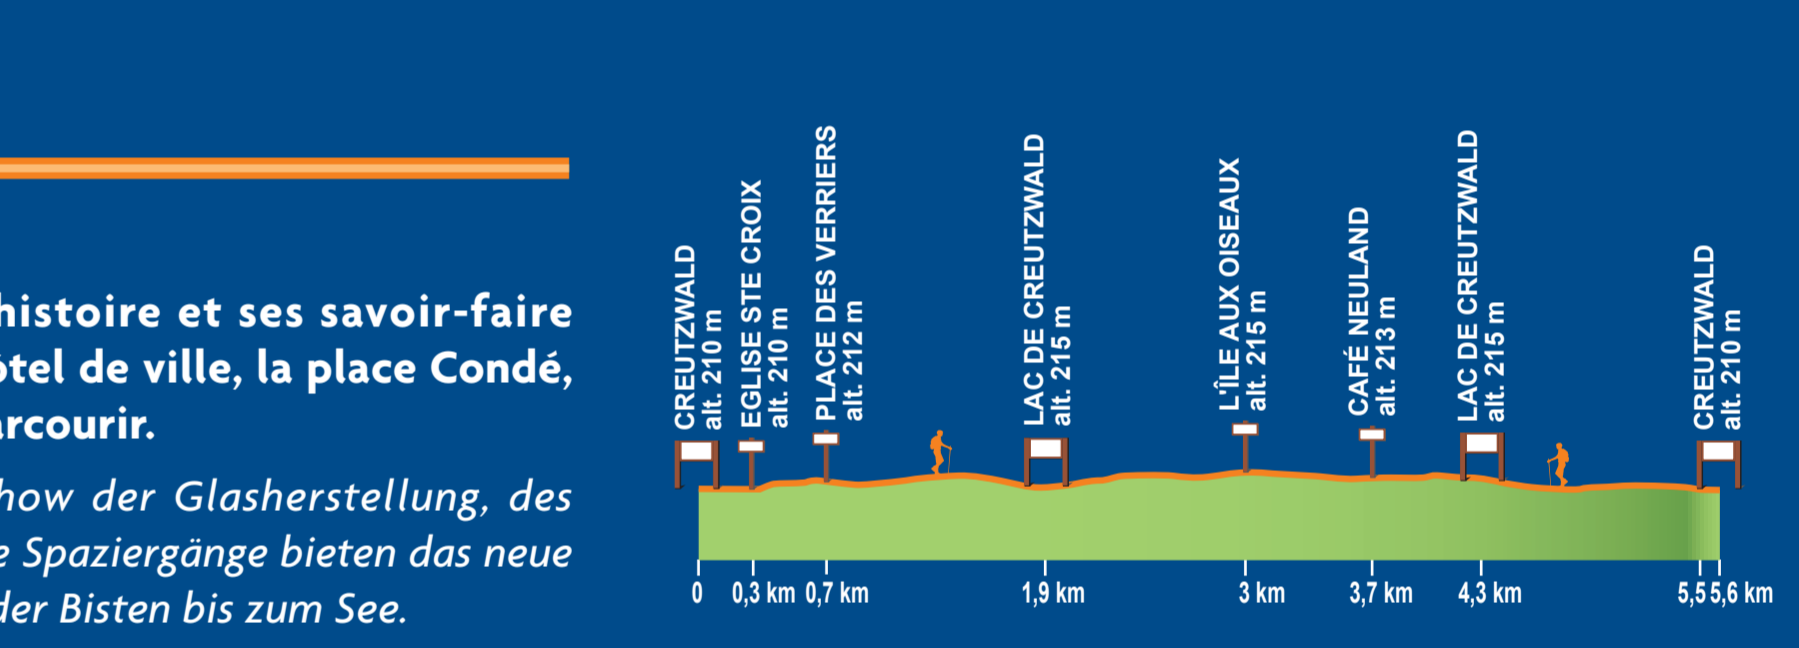 histoire et ses savoir-faire
ôtel de ville, la place Condé,
arcourir.
how der Glasherstellung, des
e Spaziergänge bieten das neue
der Bisten bis zum See.
CREUTZWALD
alt. 210 m
EGLISE STE CROIX
alt. 210 m
PLACE DES VERRIERS
alt. 212 m
LAC DE CREUTZWALD
alt. 215 m
L'ÎLE AUX OISEAUX
alt. 215 m
CAFÉ NEULAND
alt. 213 m
LAC DE CREUTZWALD
alt. 215 m
CREUTZWALD
alt. 210 m
0 0,3 km 0,7 km 1,9 km 3 km 3,7 km 4,3 km 5,5 5,6 km